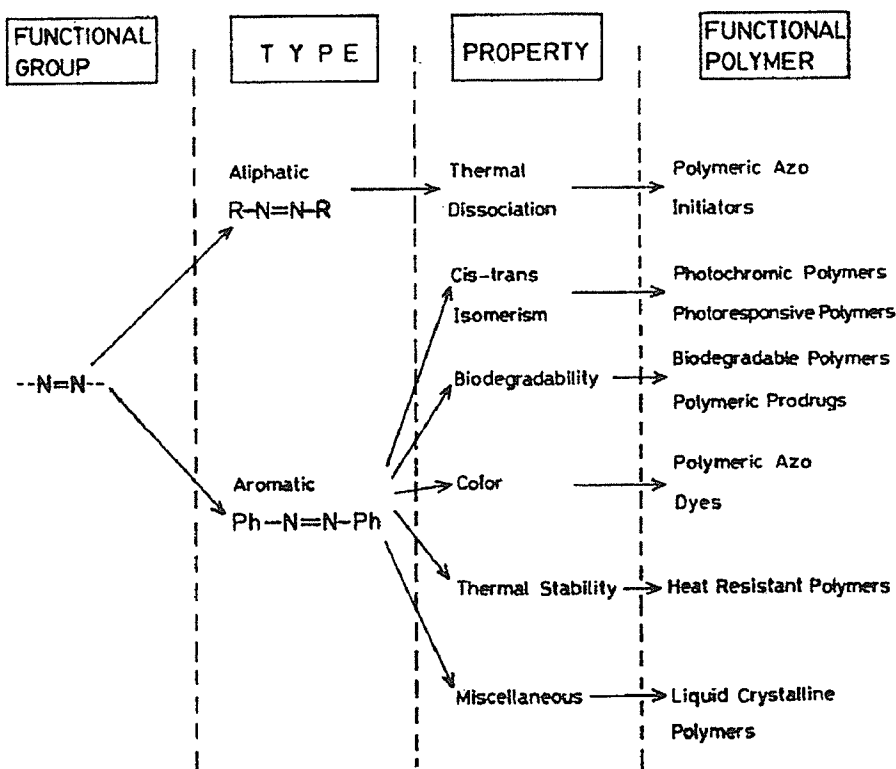 FUNCTIONAL
GROUP
T Y P E
PROPERTY
FUNCTIONAL
POLYMER
--N=N--
Aliphatic
R-N=N-R
Thermal
Dissociation
Polymeric Azo
Initiators
Cis-trans
Isomerism
Photochromic Polymers
Photoresponsive Polymers
Biodegradability
Biodegradable Polymers
Polymeric Prodrugs
Aromatic
Ph-N=N-Ph
Color
Polymeric Azo
Dyes
Thermal Stability
Heat Resistant Polymers
Miscellaneous
Liquid Crystalline
Polymers